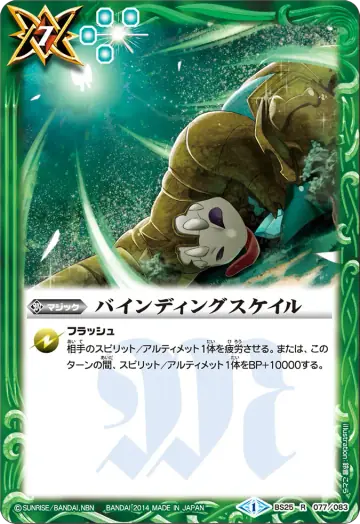 7
マジック バインディングスケイル
フラッシュ
相手のスピリット/アルティメット1体を疲労させる。または、この
ターンの間、スピリット/アルティメット1体をBP+10000する。
©SUNRISE/BANDAI,NBN BANDAI 2014 MADE IN JAPAN 1 BS25 - R 077/083